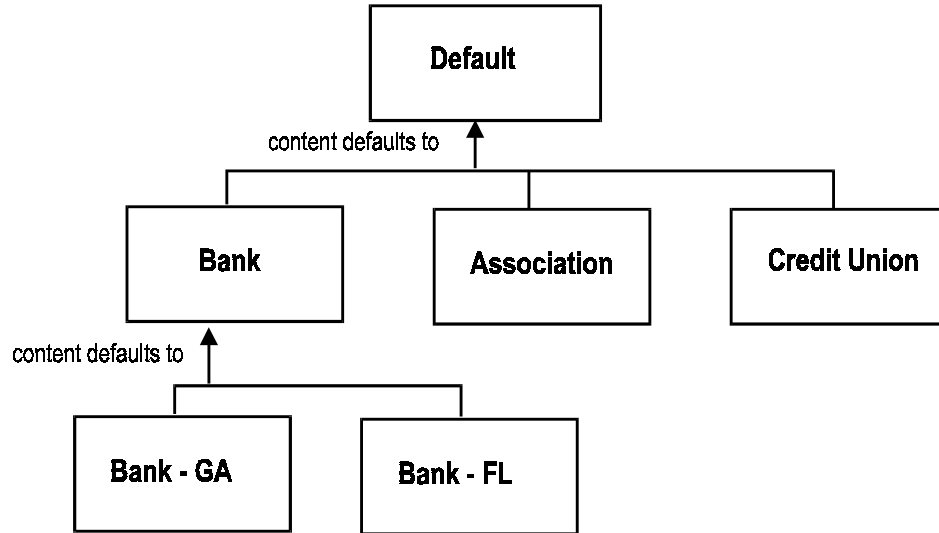 Default
content defaults to
Bank
Association
Credit Union
content defaults to
Bank - GA
Bank - FL